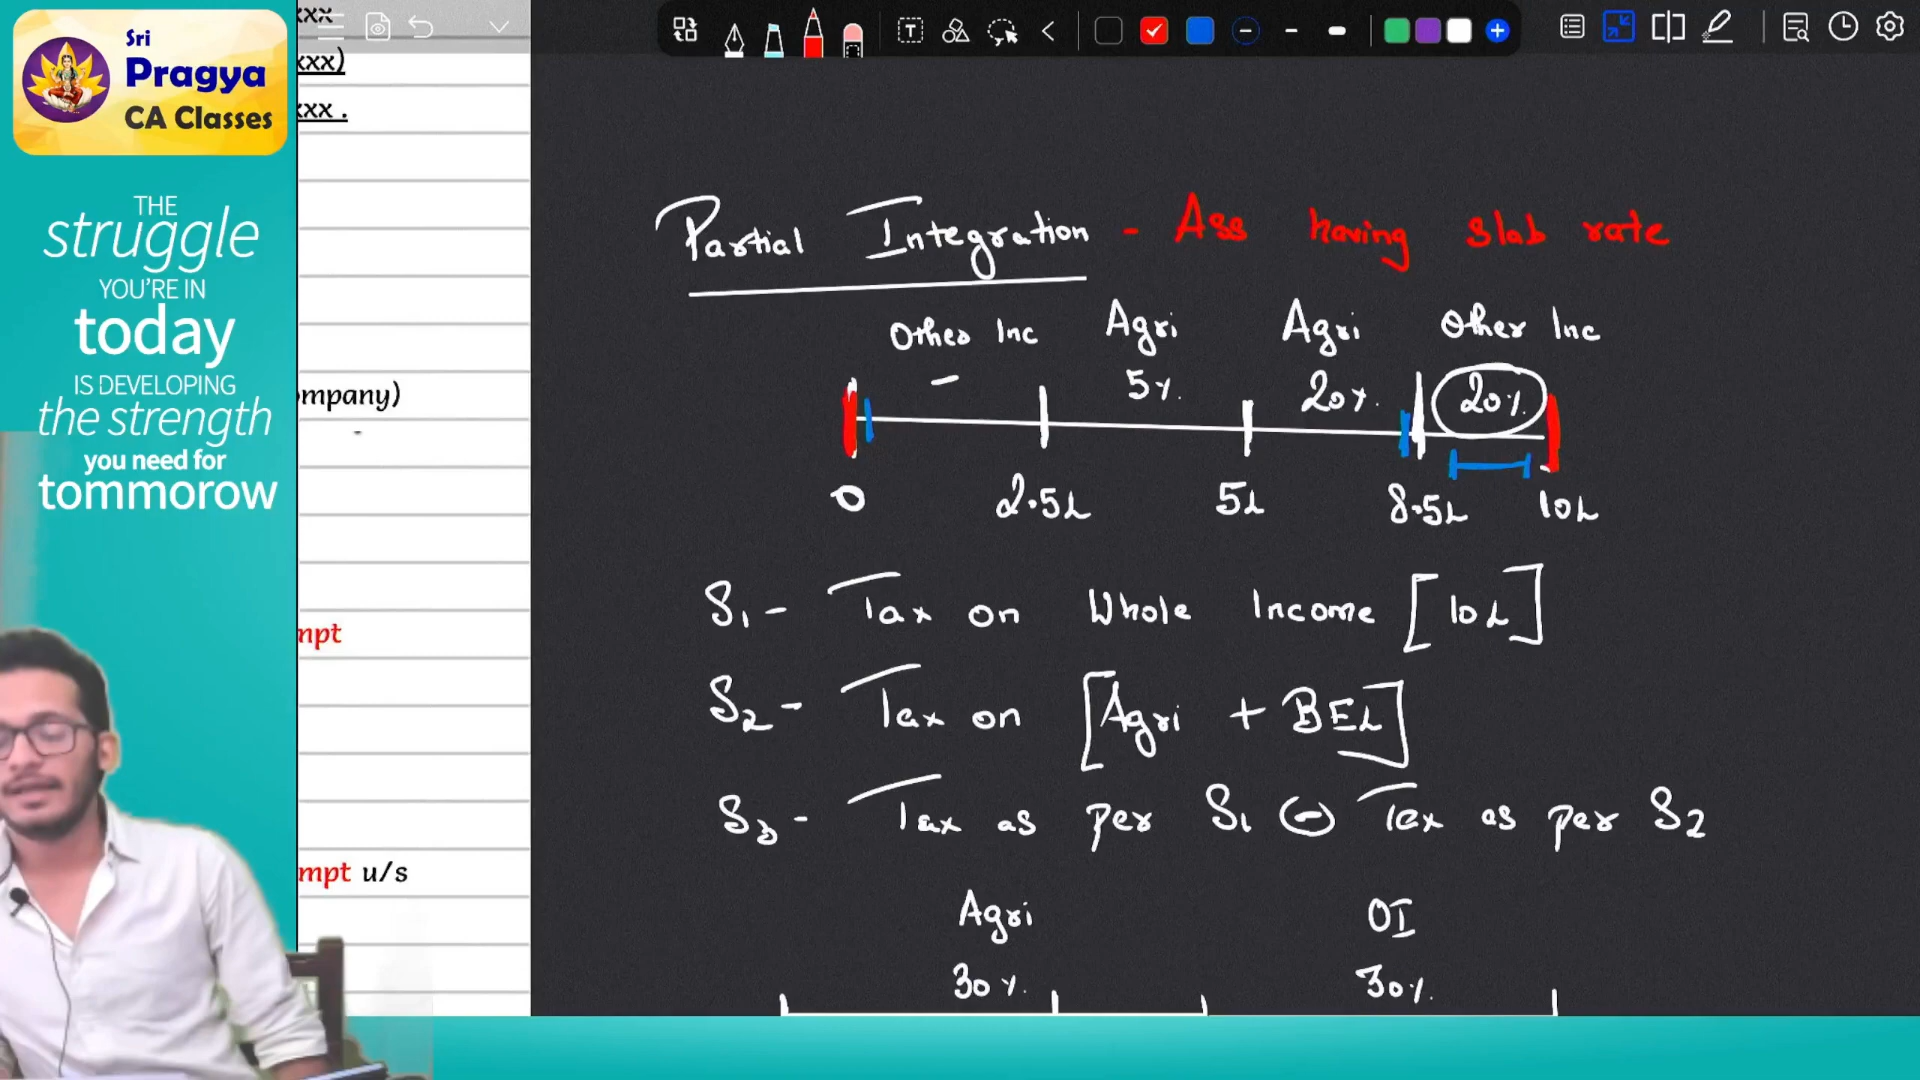 Sri
Pragya
CA Classes
THE
struggle
YOU'RE IN
today
IS DEVELOPING
the strength
you need for
tommorow
xxx
xxx)
xxx .
ompany)
-
mpt
mpt u/s
Partial Integration - Ass having slab rate
Other Inc Agri Agri Other Inc
- 5%. 20%. 20%.
0 2.5L 5L 8.5L 10L
S1 - Tax on Whole Income [10L]
S2 - Tax on [Agri + BEL]
S3 - Tax as per S1 ⊖ Tax as per S2
Agri OI
30%. 30%.